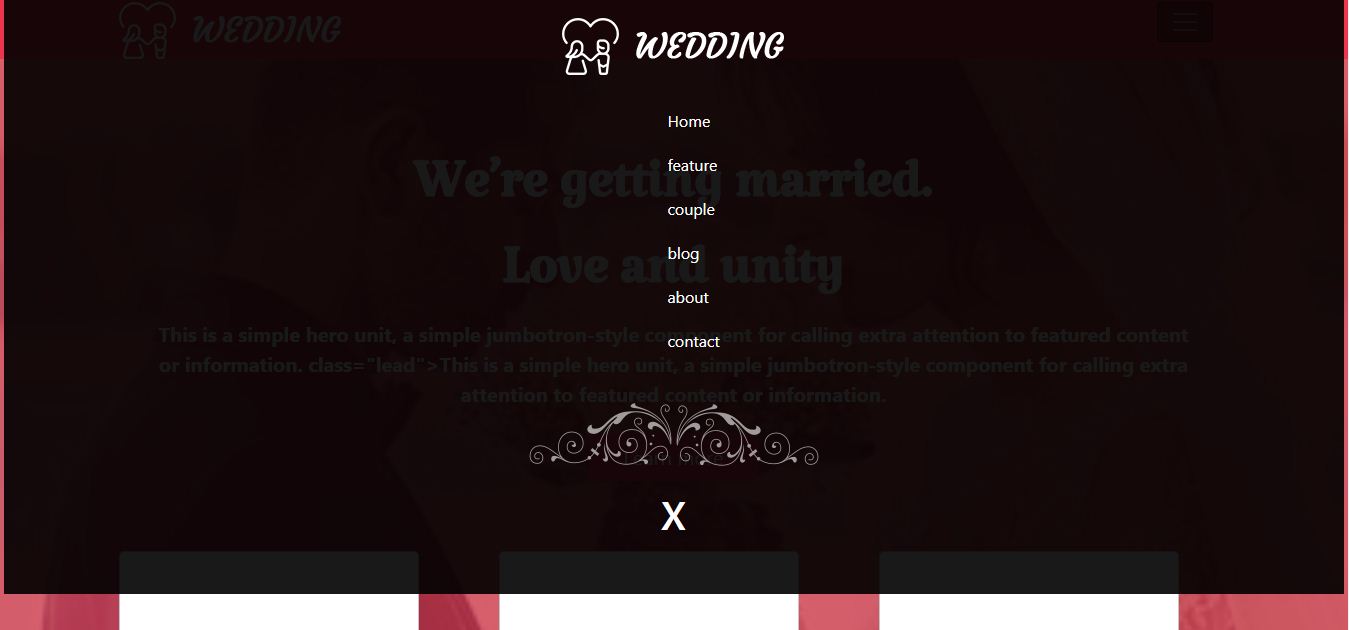 WEDDING
WEDDING
Home
feature
We're getting married.
couple
blog
Love and unity
about
This is a simple hero unit, a simple jumbotron-style component for calling extra attention to featured content
contact
or information. class="lead">This is a simple hero unit, a simple jumbotron-style component for calling extra
attention to featured content or information.
X